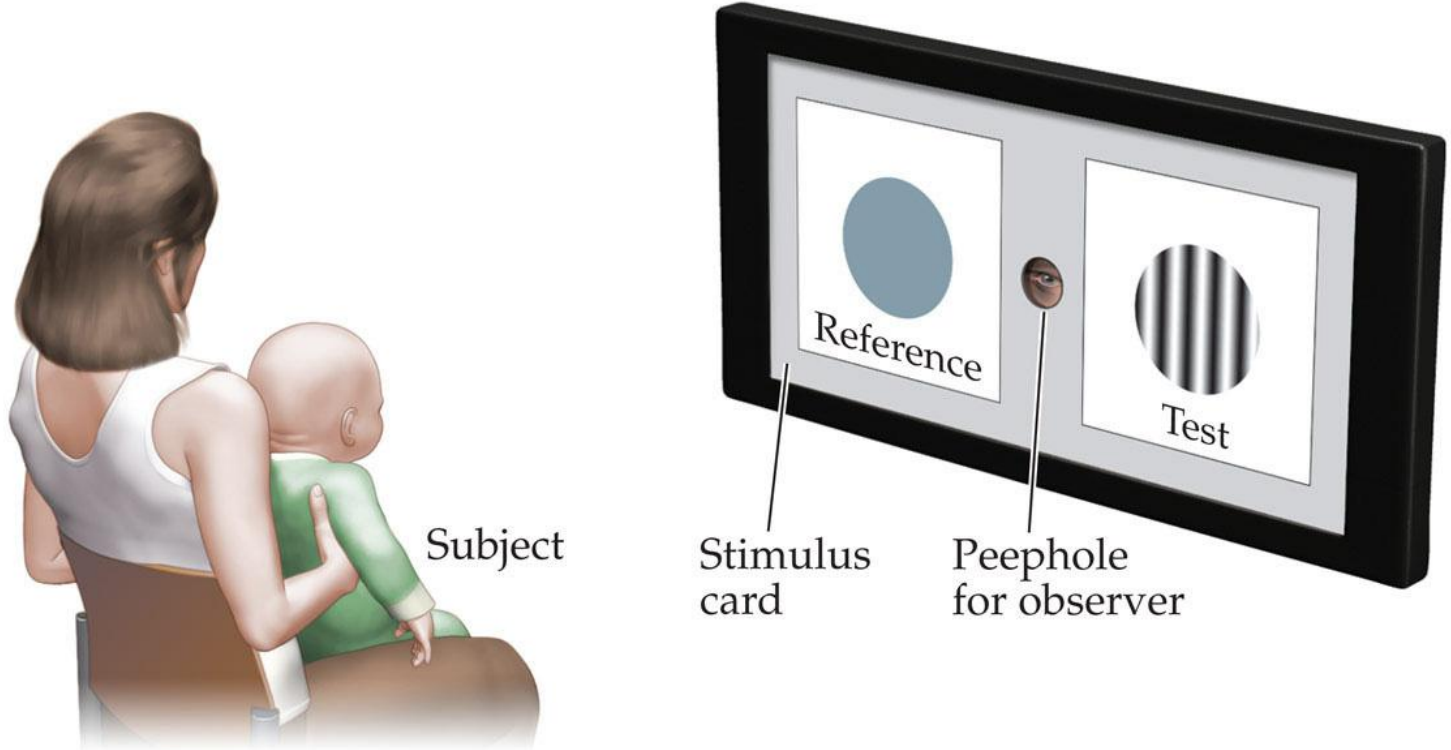 Reference
Test
Subject
Stimulus
card
Peephole
for observer